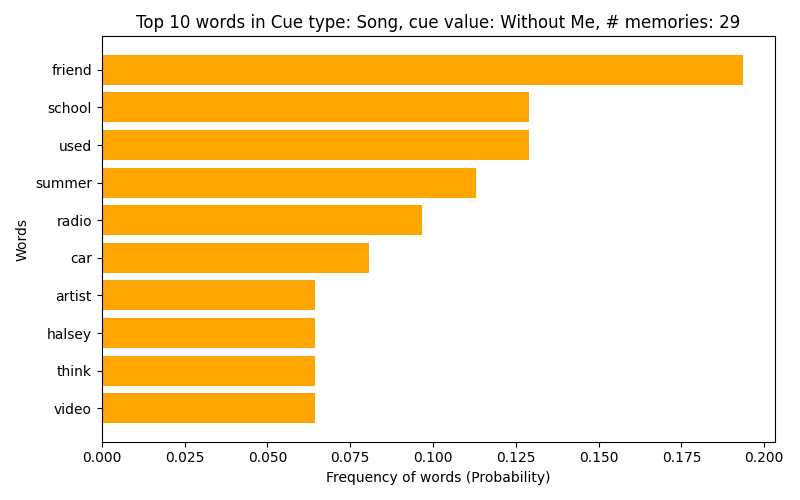 Top 10 words in Cue type: Song, cue value: Without Me, # memories: 29
friend
school
used
summer
radio
car
artist
halsey
think
video
Words
0.000 0.025 0.050 0.075 0.100 0.125 0.150 0.175 0.200
Frequency of words (Probability)